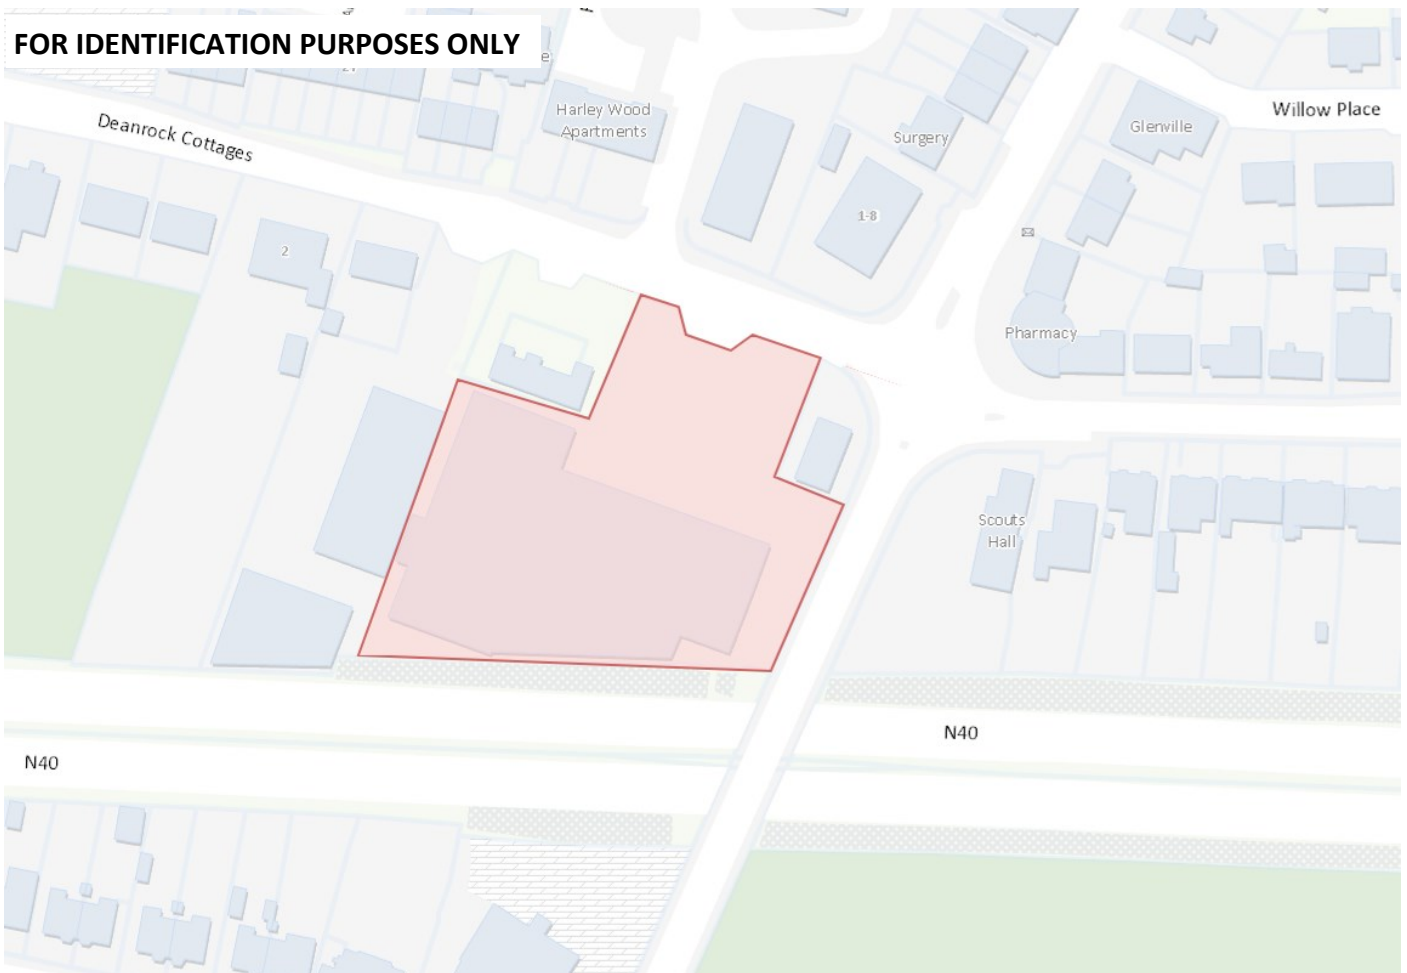 FOR IDENTIFICATION PURPOSES ONLY
Harley Wood
Apartments
Willow Place
Deanrock Cottages
Glenville
Surgery
1-8
2
Pharmacy
Scouts
Hall
N40
N40